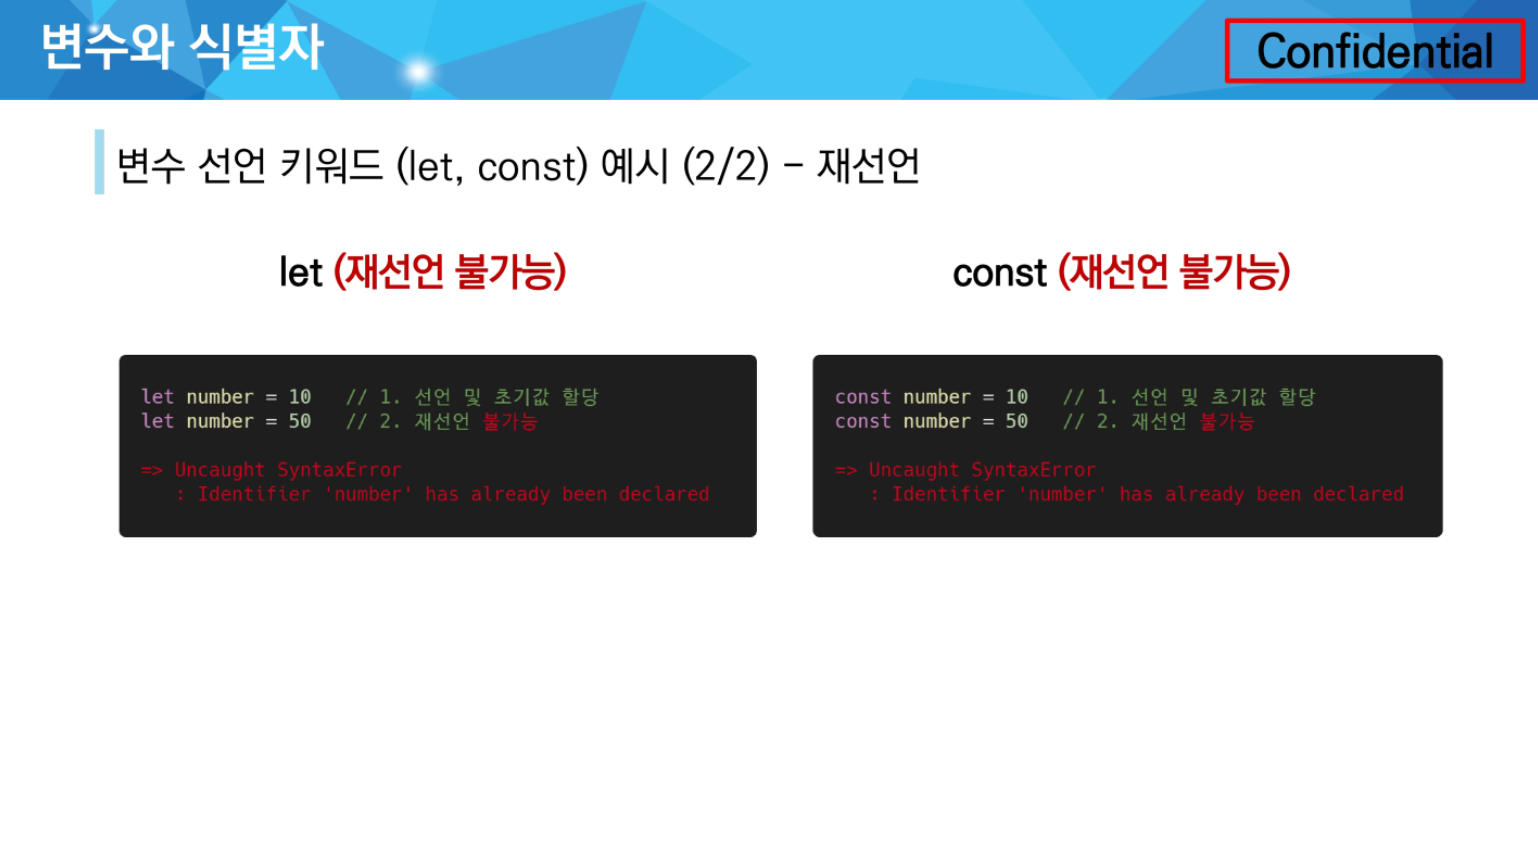 변수와 식별자
Confidential
변수 선언 키워드 (let, const) 예시 (2/2) – 재선언
let (재선언 불가능)
let number = 10   // 1. 선언 및 초기값 할당
let number = 50   // 2. 재선언 불가능
=> Uncaught SyntaxError
   : Identifier 'number' has already been declared
const (재선언 불가능)
const number = 10   // 1. 선언 및 초기값 할당
const number = 50   // 2. 재선언 불가능
=> Uncaught SyntaxError
   : Identifier 'number' has already been declared